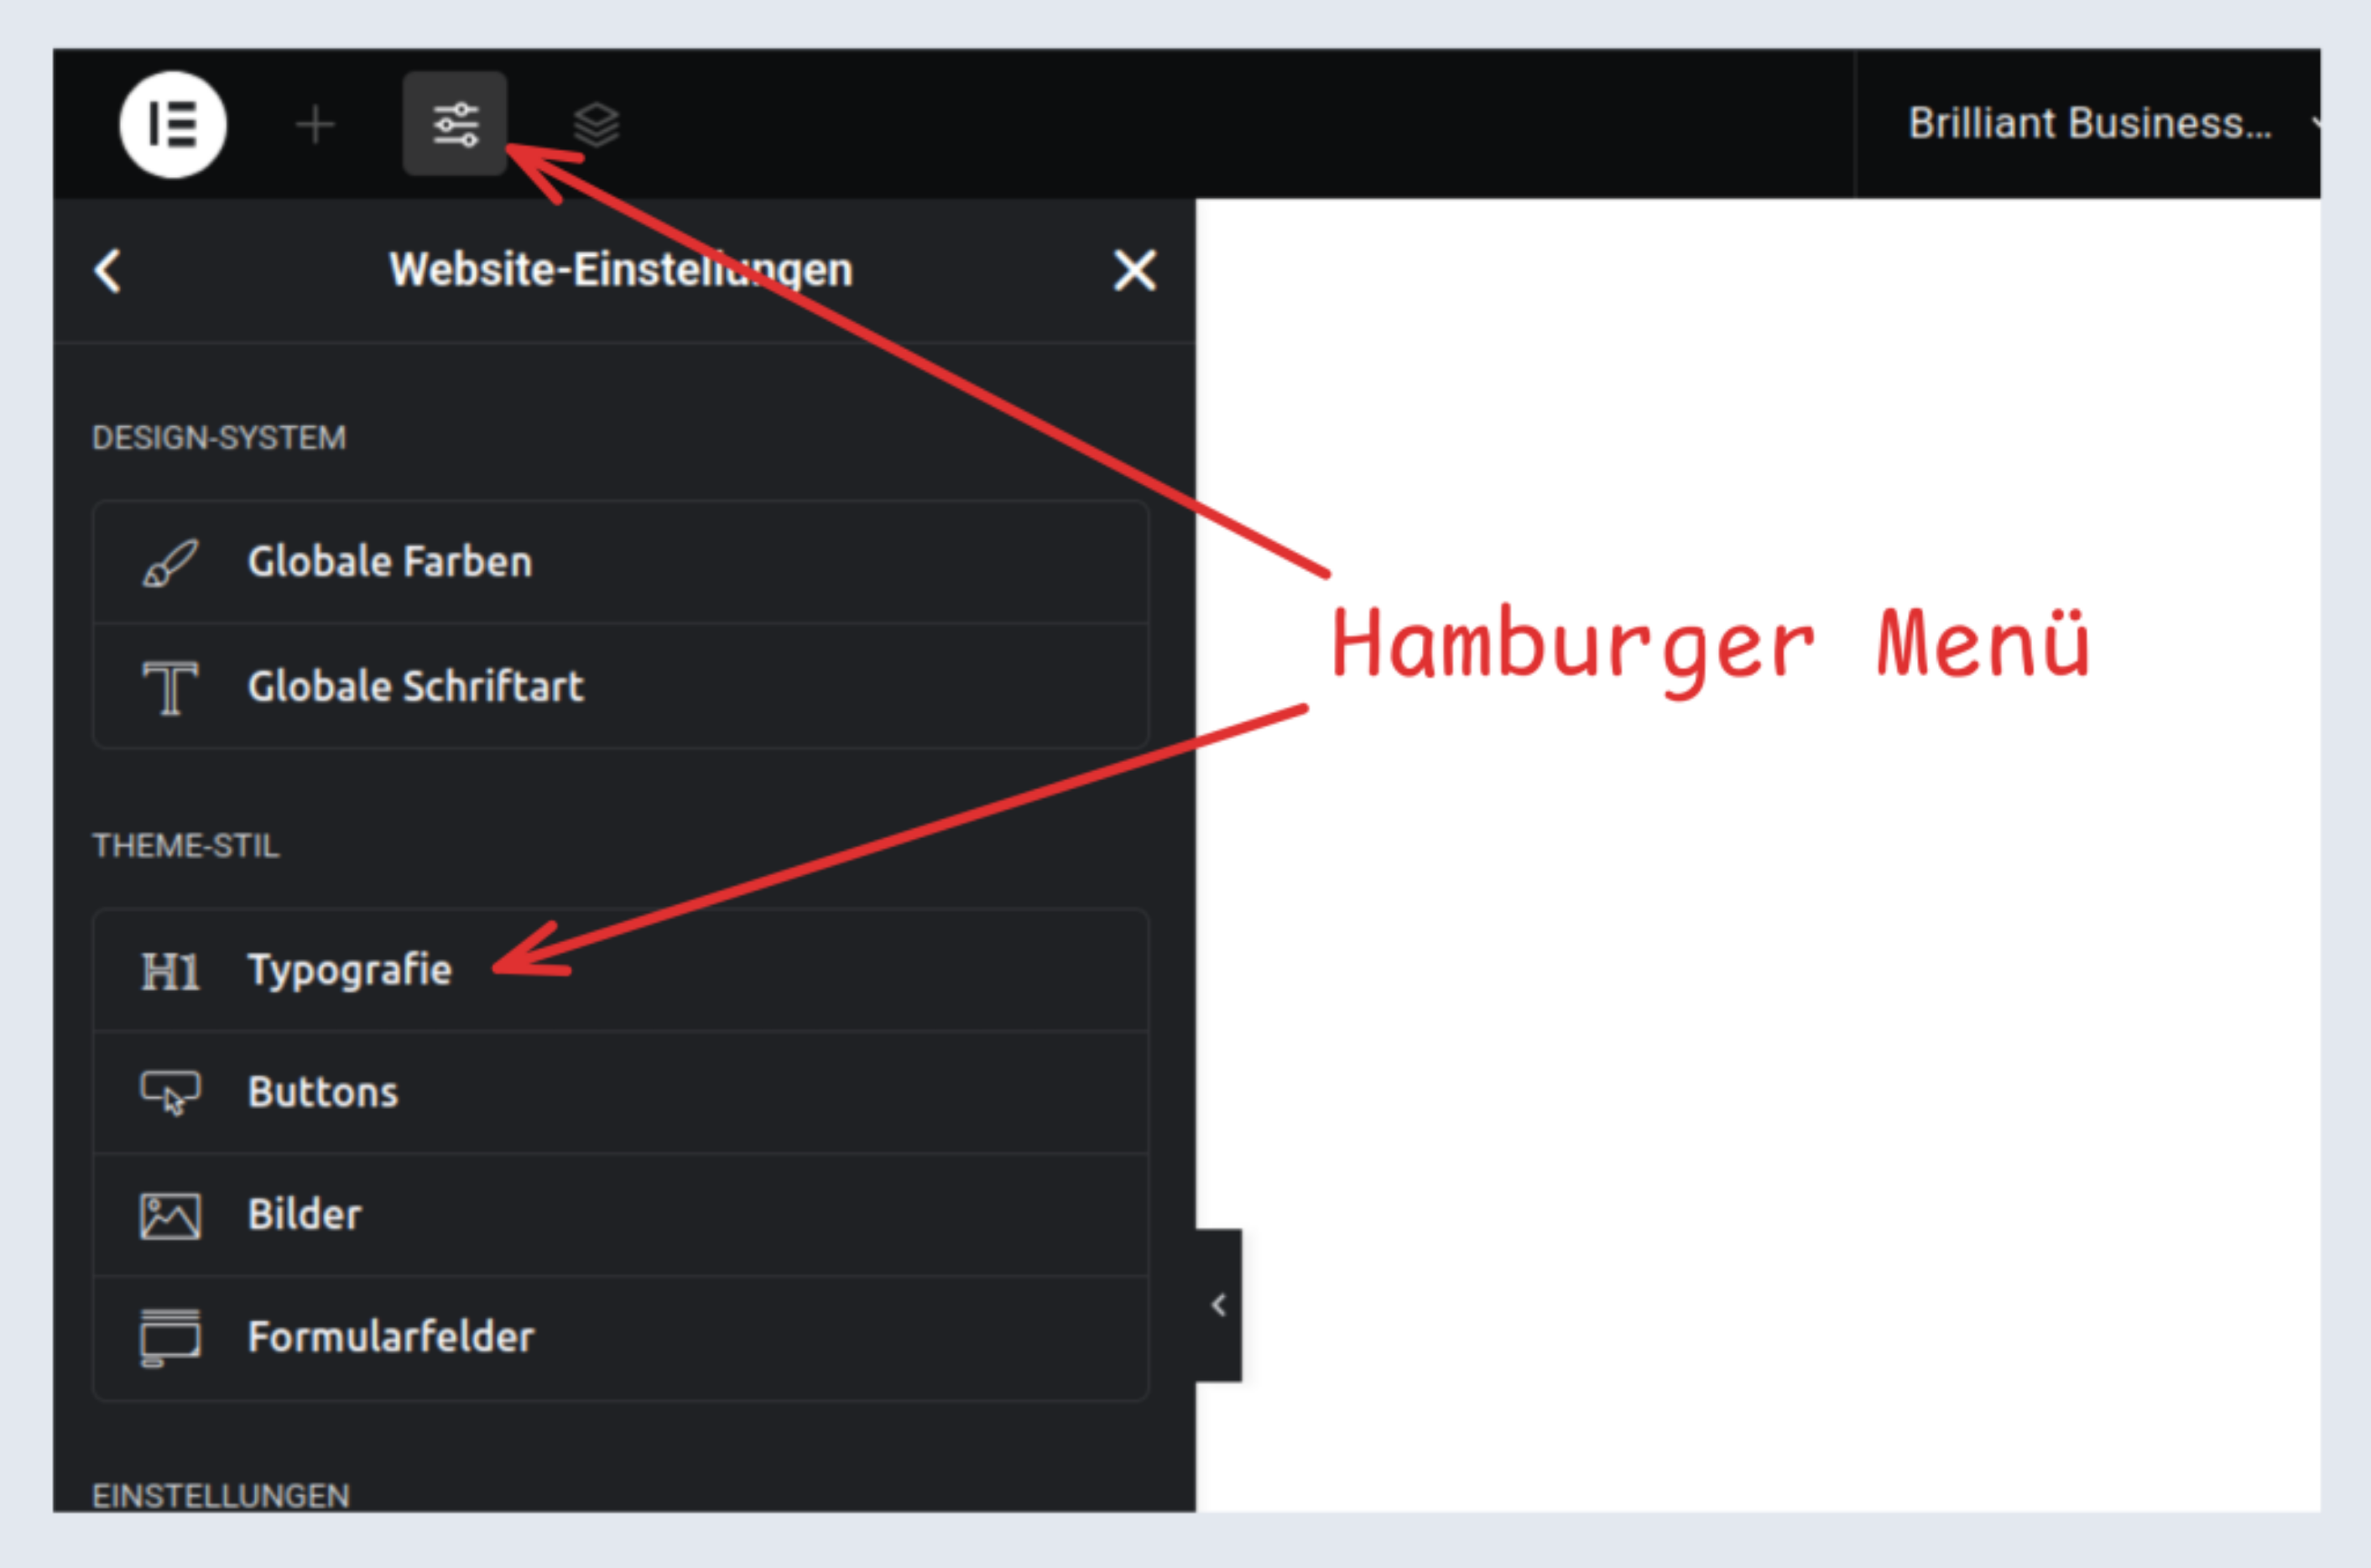 Brilliant Business...
Website-Einstellungen
DESIGN-SYSTEM
Globale Farben
Globale Schriftart
Hamburger Menü
THEME-STIL
H1 Typografie
Buttons
Bilder
Formularfelder
EINSTELLUNGEN